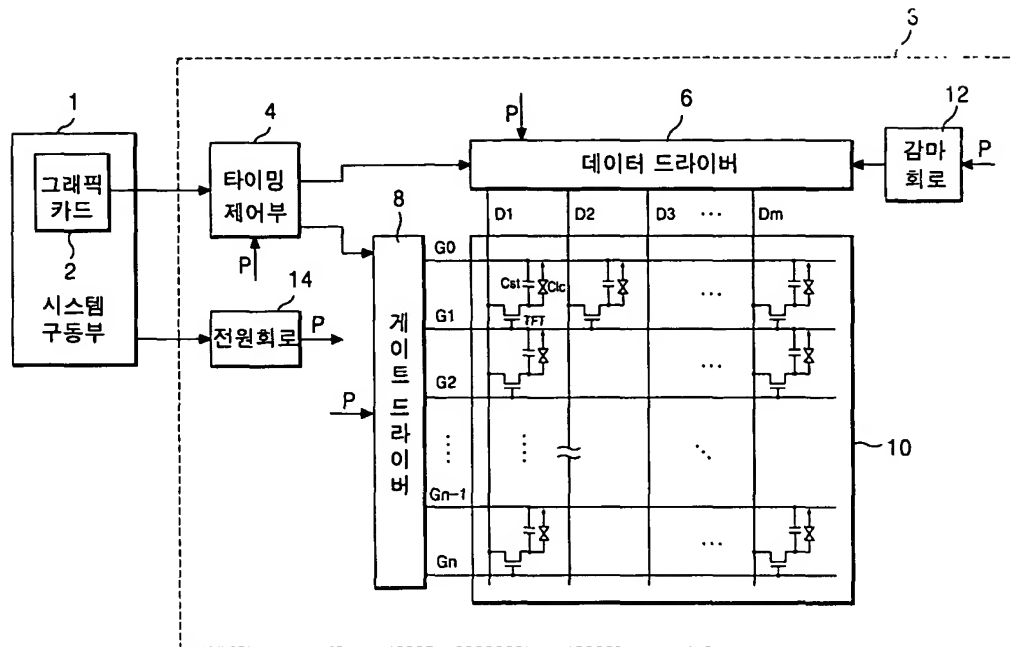 1
그래픽
카드
2
시스템
구동부
4
타이밍
제어부
P
14
전원회로
P
P
8
게이트 드라이버
P
6
데이터 드라이버
12
감마
회로
P
D1 D2 D3 ... Dm
G0
Cst Clc
...
G1
TFT
...
G2
Gn-1
...
Gn
10